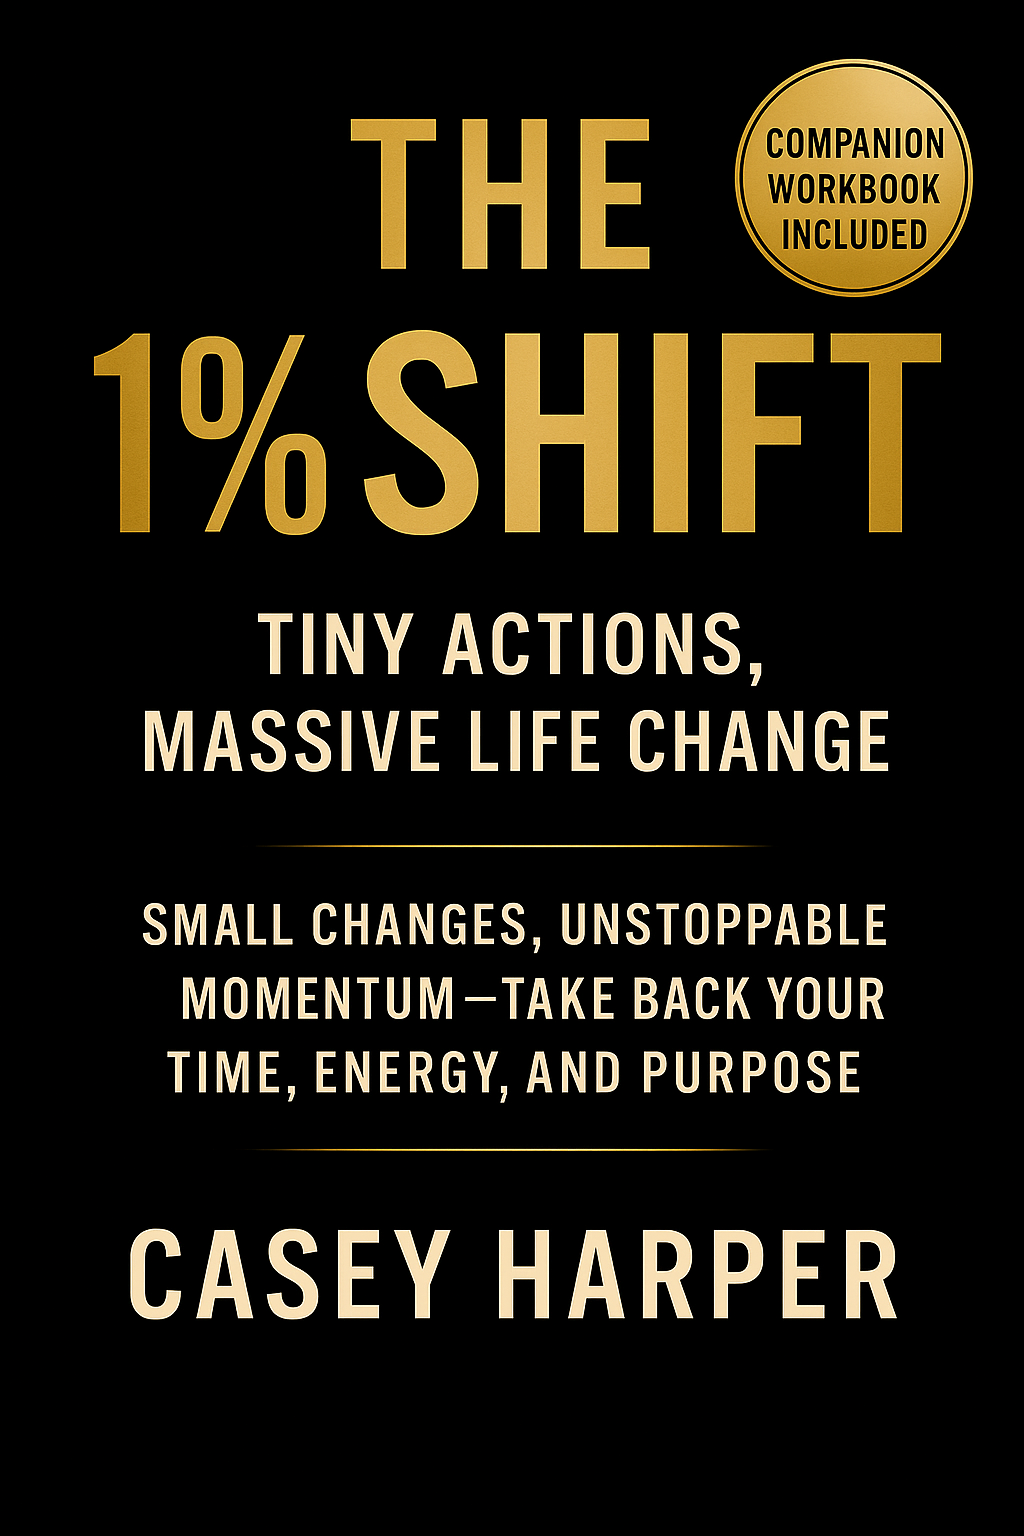 THE
COMPANION
WORKBOOK
INCLUDED
1% SHIFT
TINY ACTIONS,
MASSIVE LIFE CHANGE
SMALL CHANGES, UNSTOPPABLE
MOMENTUM—TAKE BACK YOUR
TIME, ENERGY, AND PURPOSE
CASEY HARPER